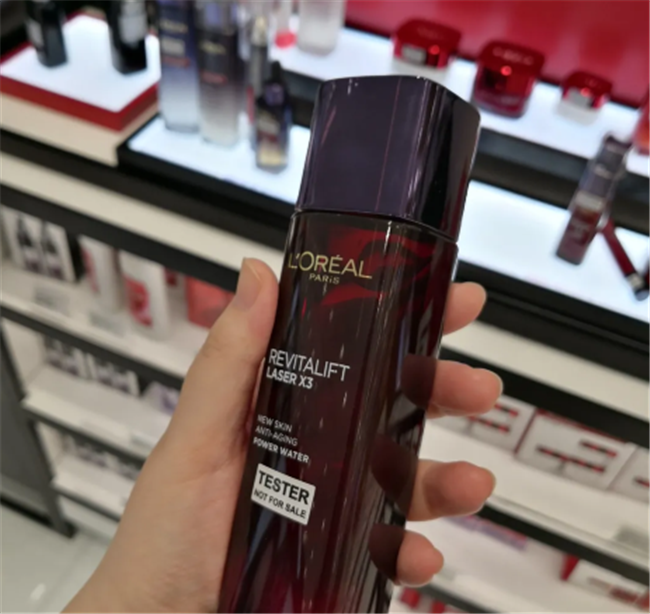 L'ORÉAL
PARIS
REVITALIFT
LASER X3
NEW SKIN
ANTI-AGING
POWER WATER
TESTER
NOT FOR SALE